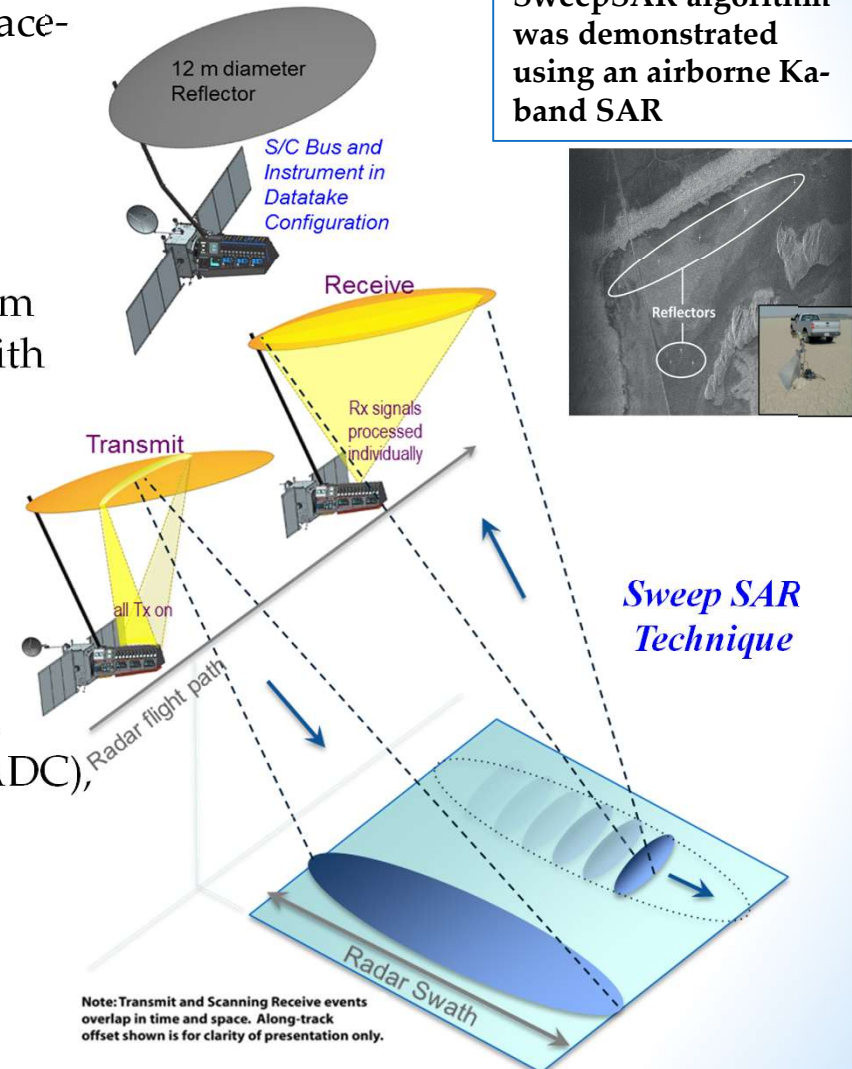 ace-
SweepSAR algorithm
was demonstrated
using an airborne Ka-
band SAR
12 m diameter
Reflector
S/C Bus and
Instrument in
Datatake
Configuration
m
ith
Receive
Reflectors
Rx signals
processed
individually
Transmit
all Tx on
Sweep SAR
Technique
Radar flight path
ADC),
Radar Swath
Note: Transmit and Scanning Receive events
overlap in time and space. Along-track
offset shown is for clarity of presentation only.